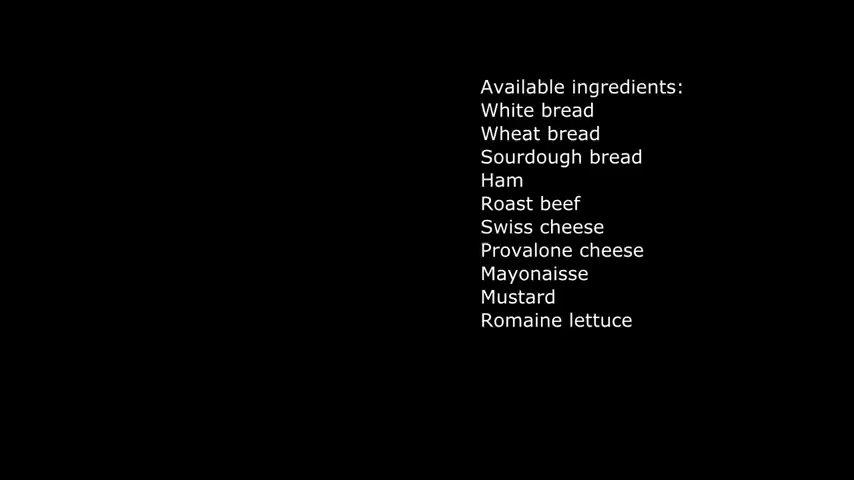 Available ingredients:
White bread
Wheat bread
Sourdough bread
Ham
Roast beef
Swiss cheese
Provalone cheese
Mayonaisse
Mustard
Romaine lettuce